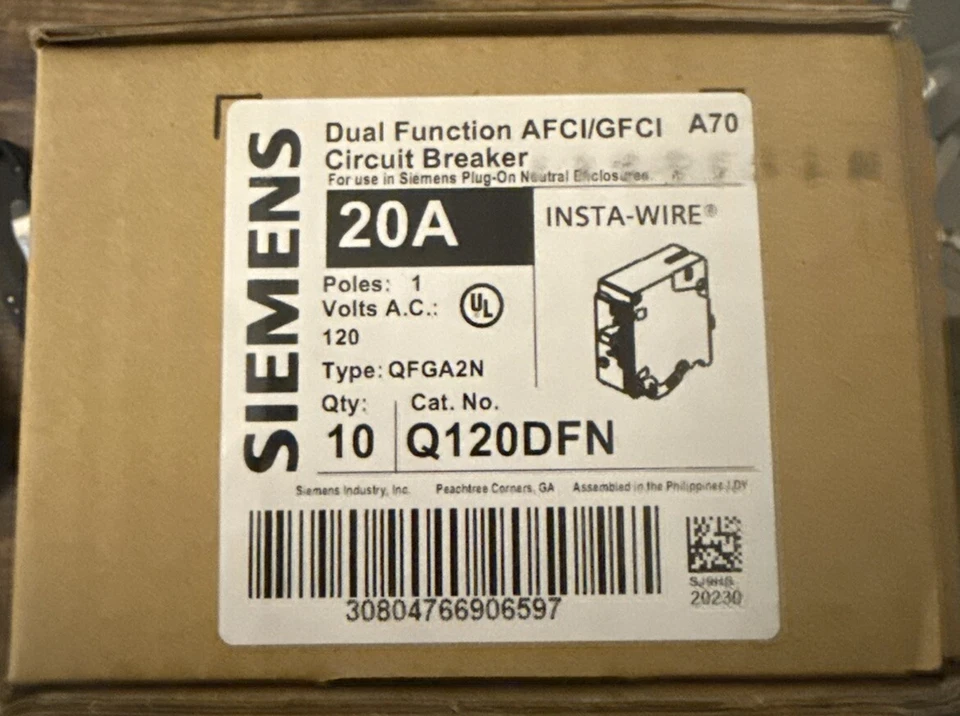 SIEMENS
Dual Function AFCI/GFCI A70
Circuit Breaker
For use in Siemens Plug-On Neutral Enclosures
20A
INSTA-WIRE®
Poles: 1
Volts A.C.:
120
UL
Type: QFGA2N
Qty: Cat. No.
10 Q120DFN
Siemens Industry, Inc. Peachtree Corners, GA Assembled in the Philippines
30804766906597
20230